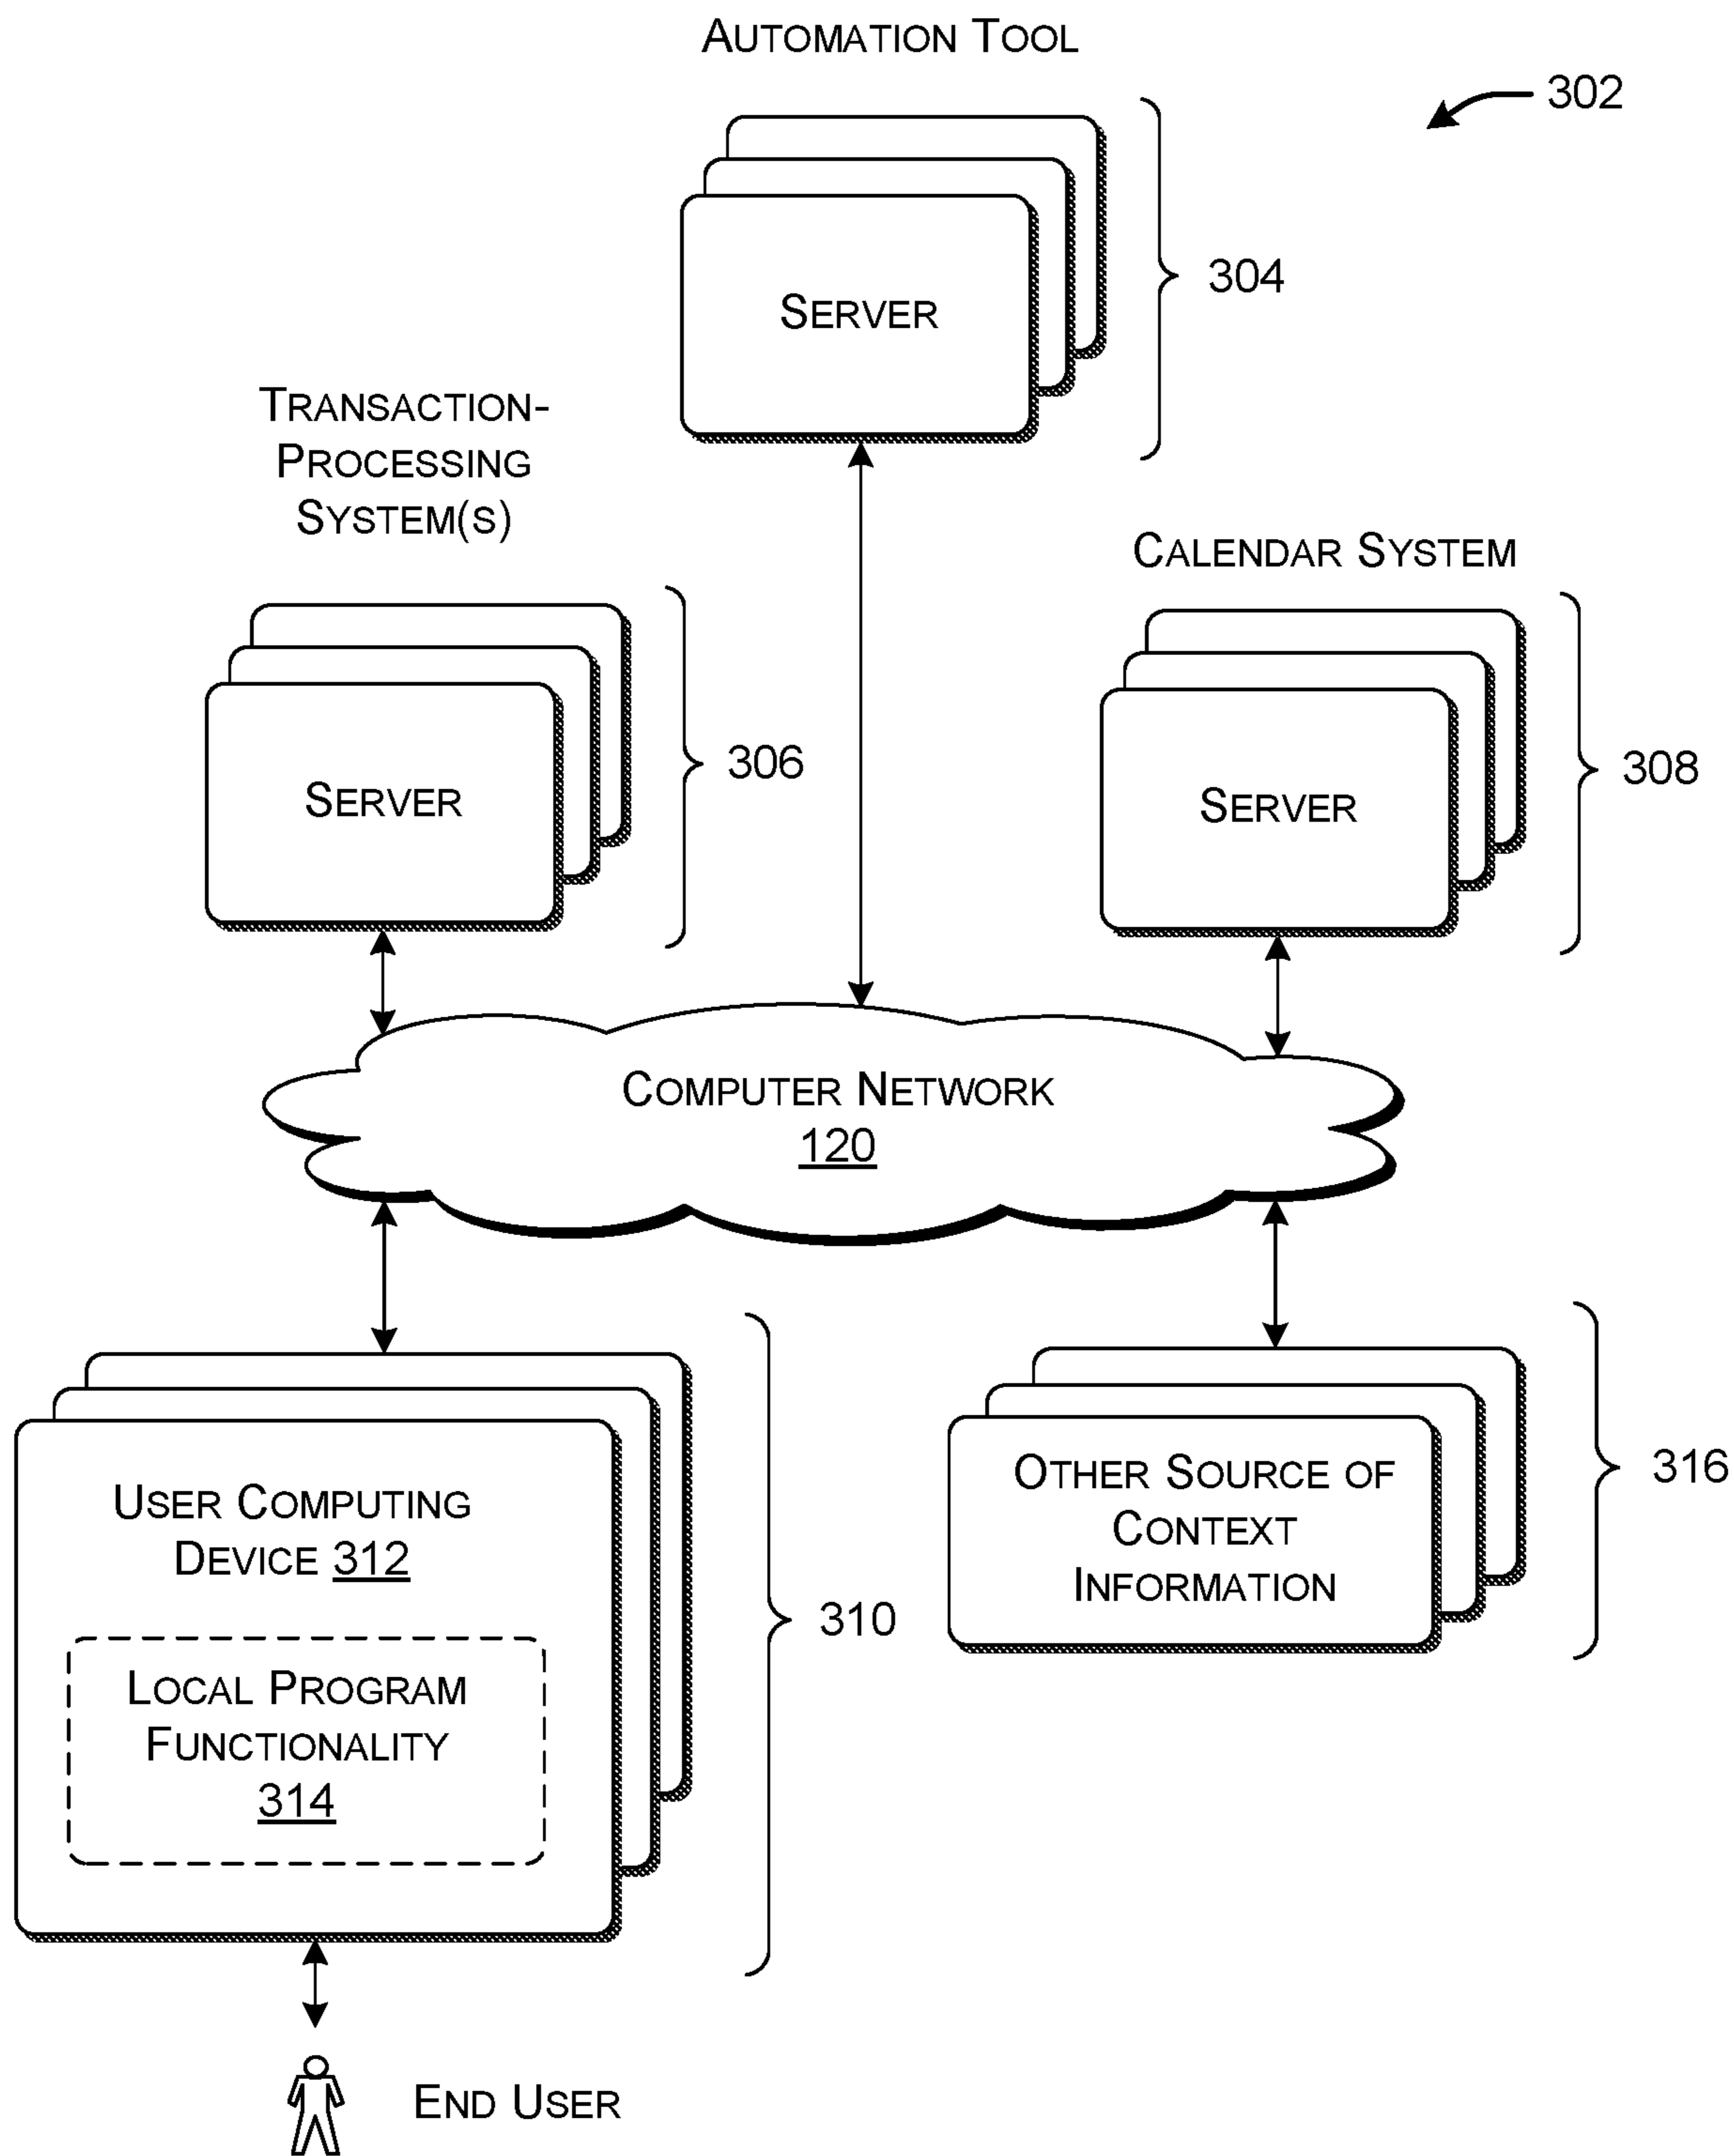 AUTOMATION TOOL
302
SERVER
304
TRANSACTION-
PROCESSING
SYSTEM(S)
SERVER
306
CALENDAR SYSTEM
SERVER
308
COMPUTER NETWORK
120
USER COMPUTING
DEVICE 312
LOCAL PROGRAM
FUNCTIONALITY
314
310
OTHER SOURCE OF
CONTEXT
INFORMATION
316
END USER